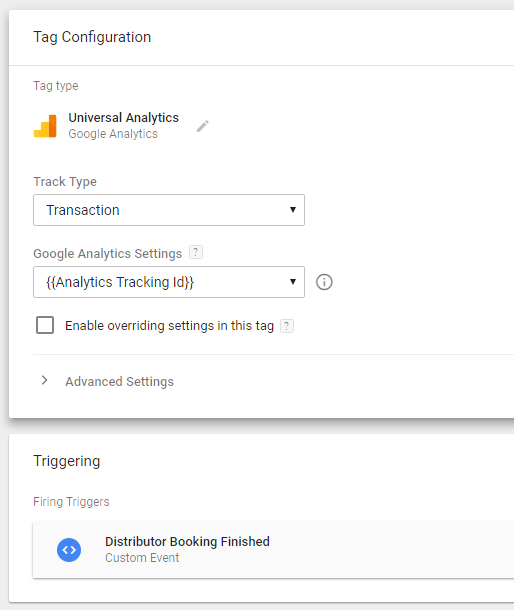 Tag Configuration
Tag type
Universal Analytics
Google Analytics
Track Type
Transaction
Google Analytics Settings ?
{{Analytics Tracking Id}}
Enable overriding settings in this tag ?
Advanced Settings
Triggering
Firing Triggers
Distributor Booking Finished
Custom Event